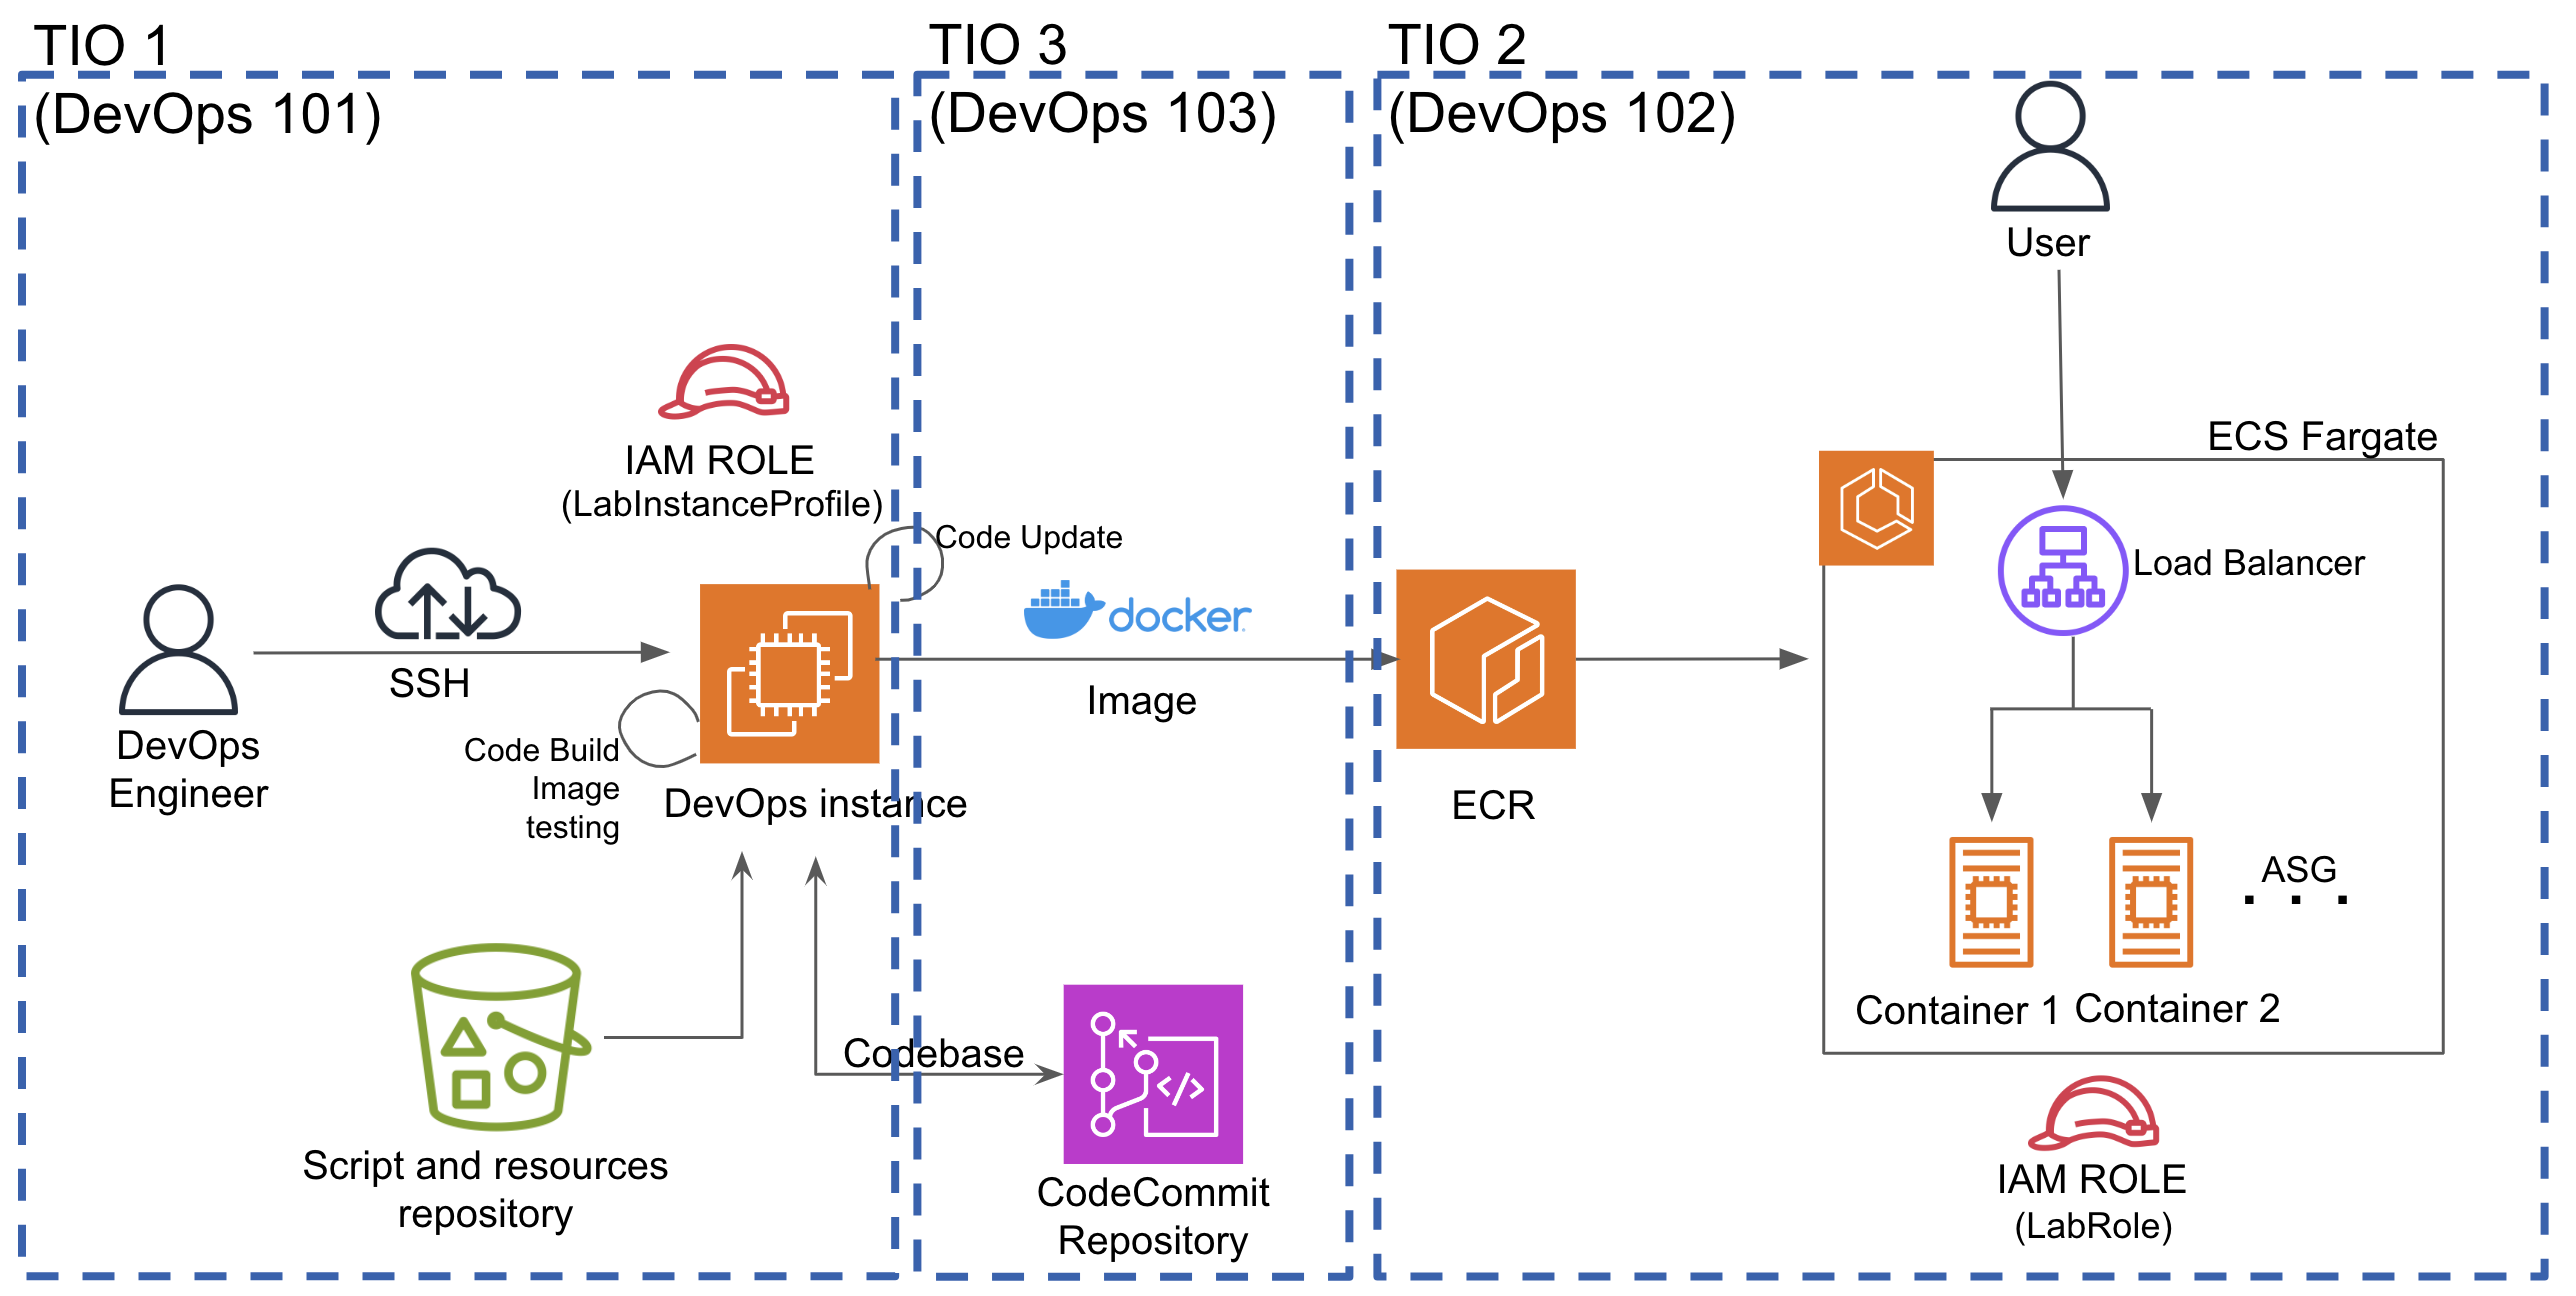 TIO 1
(DevOps 101)
TIO 3
(DevOps 103)
TIO 2
(DevOps 102)
User
IAM ROLE
(LabInstanceProfile)
Code Update
SSH
DevOps
Engineer
Code Build
Image
testing
DevOps instance
docker
Image
ECR
ECS Fargate
Load Balancer
ASG
. . .
Container 1
Container 2
Codebase
Script and resources
repository
CodeCommit
Repository
IAM ROLE
(LabRole)